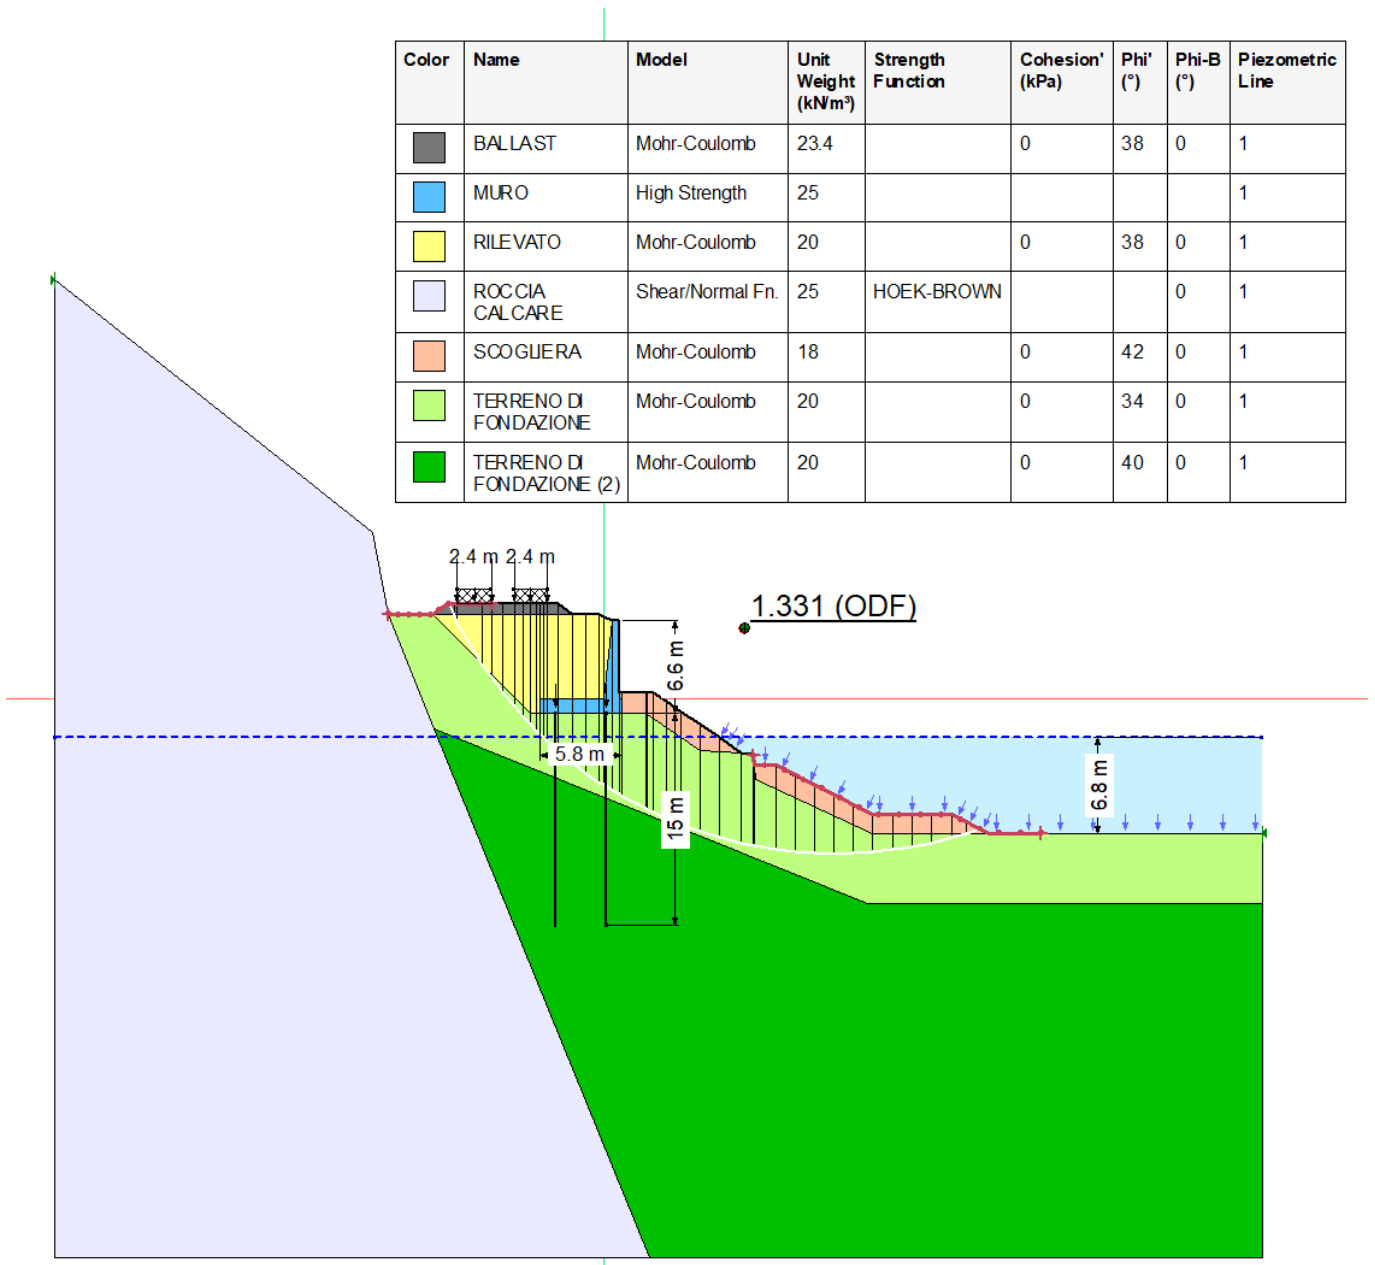 Color Name Model Unit Weight (kN/m³) Strength Function Cohesion' (kPa) Phi' (°) Phi-B (°) Piezometric Line
BALLAST Mohr-Coulomb 23.4 0 38 0 1
MURO High Strength 25 1
RILEVATO Mohr-Coulomb 20 0 38 0 1
ROCCIA CALCARE Shear/Normal Fn. 25 HOEK-BROWN 0 1
SCOGLIERA Mohr-Coulomb 18 0 42 0 1
TERRENO DI FONDAZIONE Mohr-Coulomb 20 0 34 0 1
TERRENO DI FONDAZIONE (2) Mohr-Coulomb 20 0 40 0 1
2.4 m 2.4 m
1.331 (ODF)
6.6 m
5.8 m
15 m
6.8 m